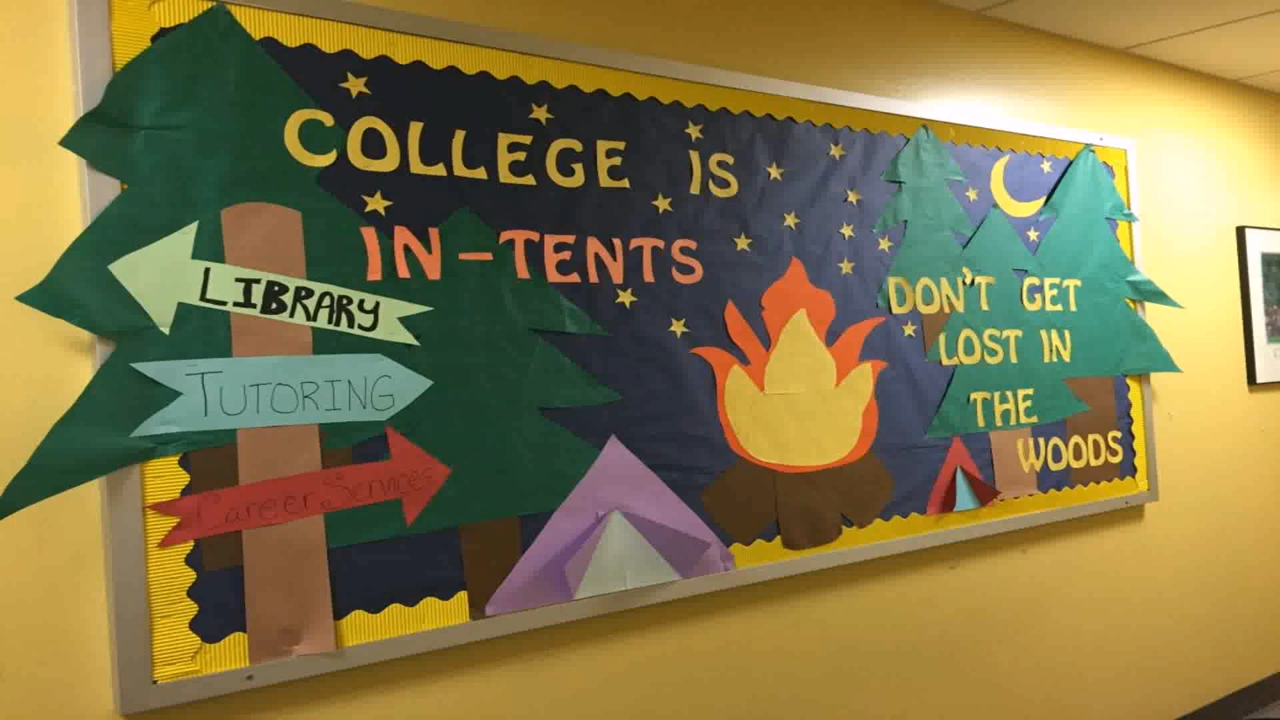 COLLEGE IS
IN-TENTS
LIBRARY
TUTORING
Career Services
DON'T GET
LOST IN
THE
WOODS